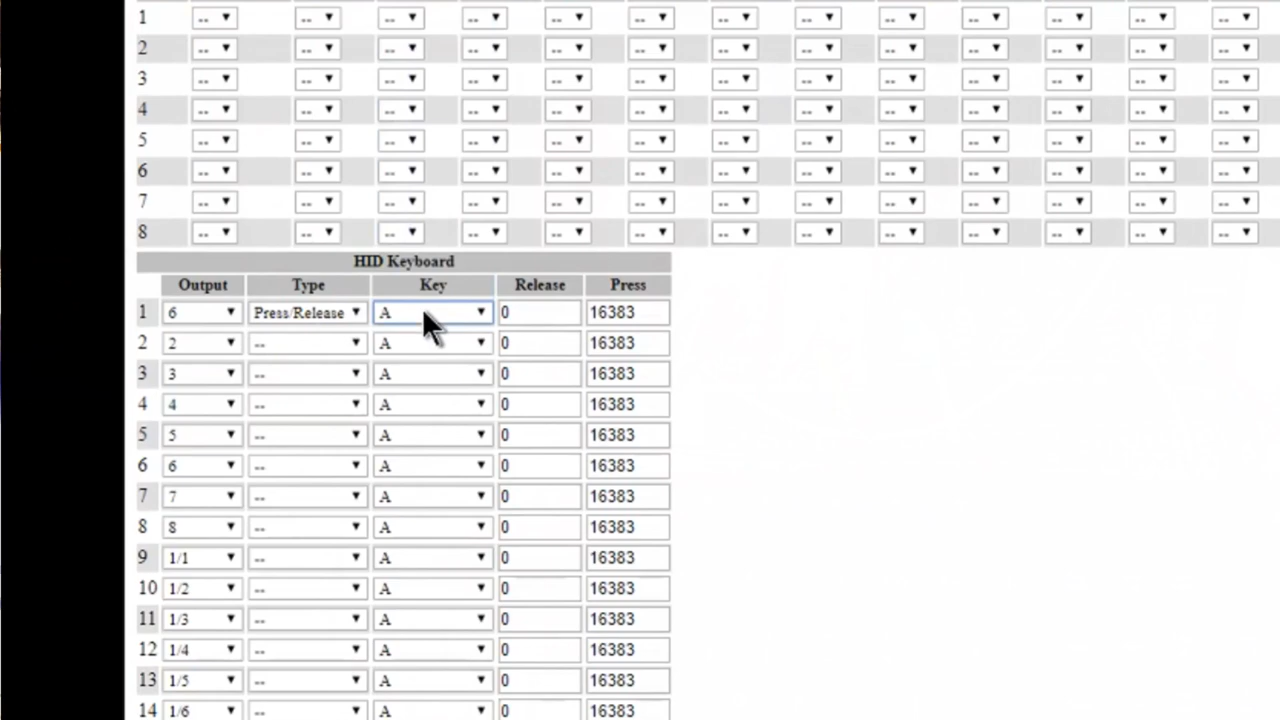 1 -- -- -- -- -- -- -- -- -- -- -- -- --
2 -- -- -- -- -- -- -- -- -- -- -- -- --
3 -- -- -- -- -- -- -- -- -- -- -- -- --
4 -- -- -- -- -- -- -- -- -- -- -- -- --
5 -- -- -- -- -- -- -- -- -- -- -- -- --
6 -- -- -- -- -- -- -- -- -- -- -- -- --
7 -- -- -- -- -- -- -- -- -- -- -- -- --
8 -- -- -- -- -- -- -- -- -- -- -- -- --
HID Keyboard
Output Type Key Release Press
1 6 Press/Release A 0 16383
2 2 -- A 0 16383
3 3 -- A 0 16383
4 4 -- A 0 16383
5 5 -- A 0 16383
6 6 -- A 0 16383
7 7 -- A 0 16383
8 8 -- A 0 16383
9 1/1 -- A 0 16383
10 1/2 -- A 0 16383
11 1/3 -- A 0 16383
12 1/4 -- A 0 16383
13 1/5 -- A 0 16383
14 1/6 -- A 0 16383